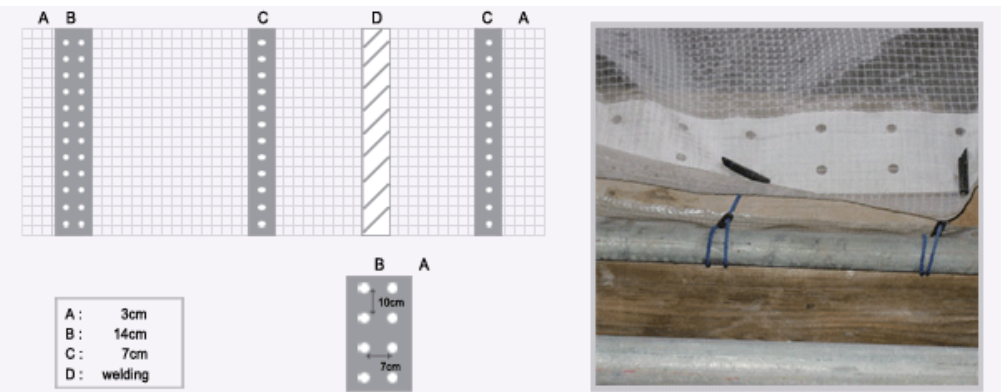 A B C D C A
B A
10cm
7cm
A : 3cm
B : 14cm
C : 7cm
D : welding